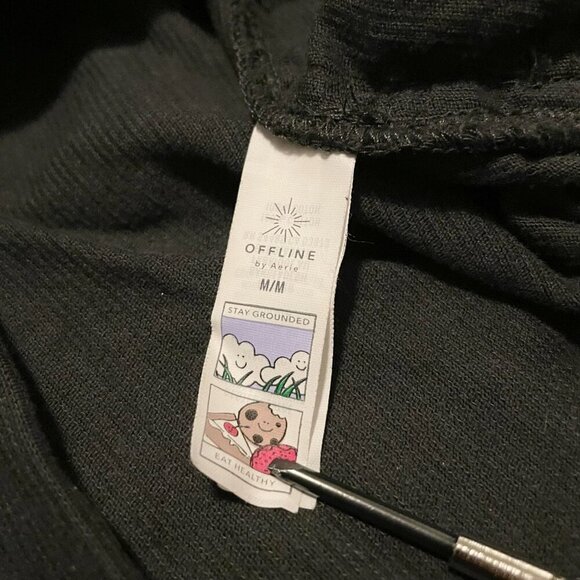 OFFLINE
by Aerie
M/M
STAY GROUNDED
EAT HEALTHY